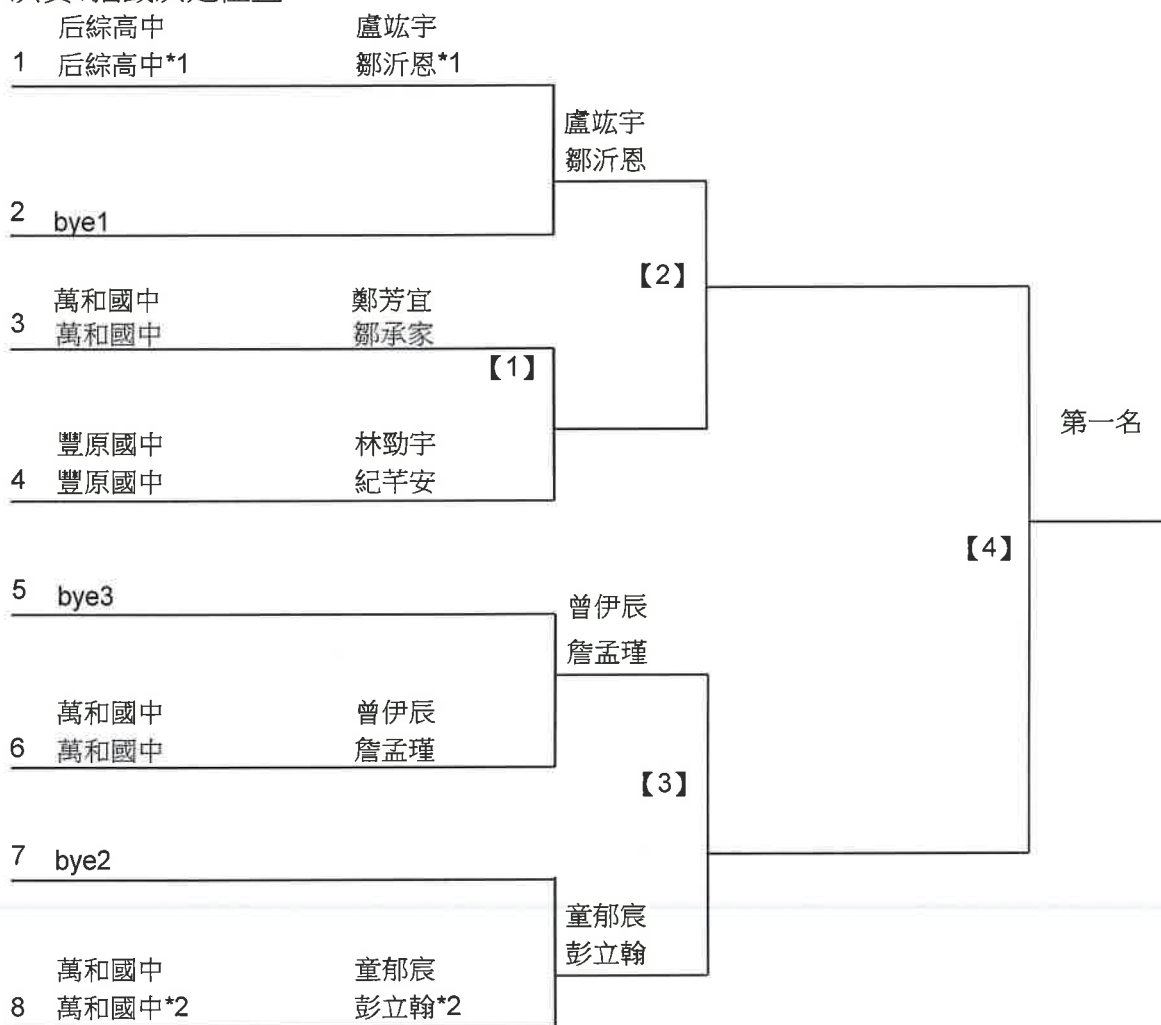 后綜高中 盧竑宇
1 后綜高中*1 鄒沂恩*1
盧竑宇
鄒沂恩
2 bye1
【2】
萬和國中 鄭芳宜
3 萬和國中 鄒承家
【1】
第一名
豐原國中 林勁宇
4 豐原國中 紀芊安
【4】
5 bye3
曾伊辰
詹孟瑾
萬和國中 曾伊辰
6 萬和國中 詹孟瑾
【3】
7 bye2
童郁宸
彭立翰
萬和國中 童郁宸
8 萬和國中*2 彭立翰*2